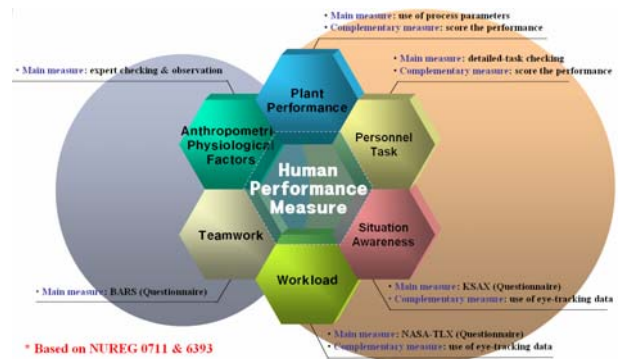 • Main measure: use of process parameters
• Complementary measure: score the performance
• Main measure: expert checking & observation
• Main measure: detailed-task checking
• Complementary measure: score the performance
Plant
Performance
Anthropometric
Physiological
Factors
Personnel
Task
Human
Performance
Measure
Teamwork
Situation
Awareness
Workload
• Main measure: BARS (Questionnaire)
• Main measure: KSAX (Questionnaire)
• Complementary measure: use of eye-tracking data
• Main measure: NASA-TLX (Questionnaire)
• Complementary measure: use of eye-tracking data
* Based on NUREG 0711 & 6393